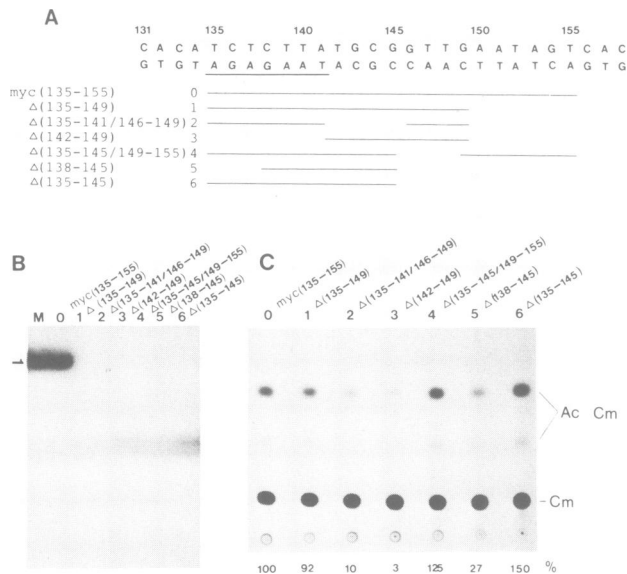 A
131 135 141 145 150 155
C A C A T C T C T T A T G C G G T T G A A T A G T C A C
G T G T A G A G A A T A C G C C A A C T T A T C A G T G
myc(135-155) 0
Δ(135-149) 1
Δ(135-141/146-149) 2
Δ(142-149) 3
Δ(135-145/149-155) 4
Δ(138-145) 5
Δ(135-145) 6
B
myc(135-155)
Δ(135-149)
Δ(135-141/146-149)
Δ(142-149)
Δ(135-145/149-155)
Δ(138-145)
Δ(135-145)
M 0 1 2 3 4 5 6
C
myc(135-155)
Δ(135-149)
Δ(135-141/146-149)
Δ(142-149)
Δ(135-145/149-155)
Δ(138-145)
Δ(135-145)
0 1 2 3 4 5 6
Ac Cm
-Cm
100 92 10 3 125 27 150 %